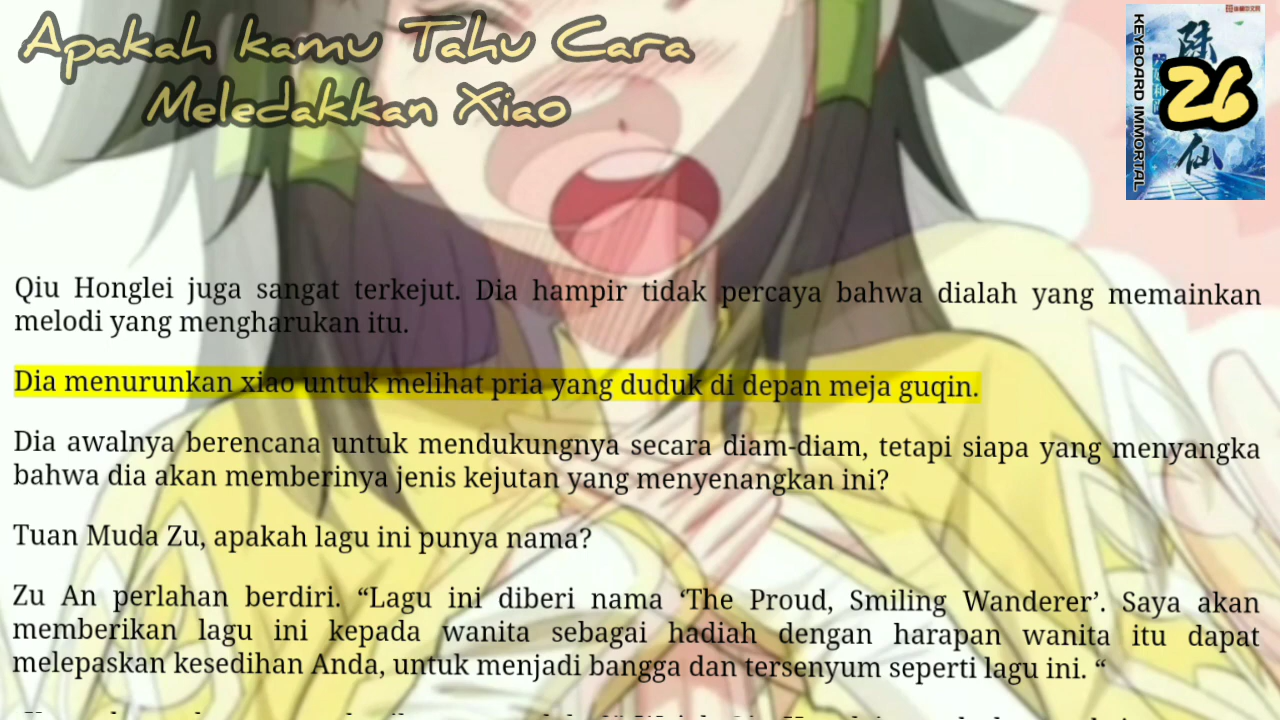 Apakah kamu Tahu Cara
Meledakkan Xiao
KEYBOARD IMMORTAL
陆
26
仙
Qiu Honglei juga sangat terkejut. Dia hampir tidak percaya bahwa dialah yang memainkan
melodi yang mengharukan itu.
Dia menurunkan xiao untuk melihat pria yang duduk di depan meja guqin.
Dia awalnya berencana untuk mendukungnya secara diam-diam, tetapi siapa yang menyangka
bahwa dia akan memberinya jenis kejutan yang menyenangkan ini?
Tuan Muda Zu, apakah lagu ini punya nama?
Zu An perlahan berdiri. “Lagu ini diberi nama ‘The Proud, Smiling Wanderer’. Saya akan
memberikan lagu ini kepada wanita sebagai hadiah dengan harapan wanita itu dapat
melepaskan kesedihan Anda, untuk menjadi bangga dan tersenyum seperti lagu ini. “